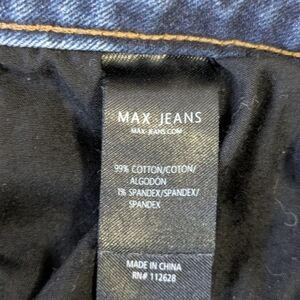 MAX JEANS
MAX-JEANS.COM
99% COTTON/COTON/
ALGODON
1% SPANDEX/SPANDEX/
SPANDEX
MADE IN CHINA
RN# 112628